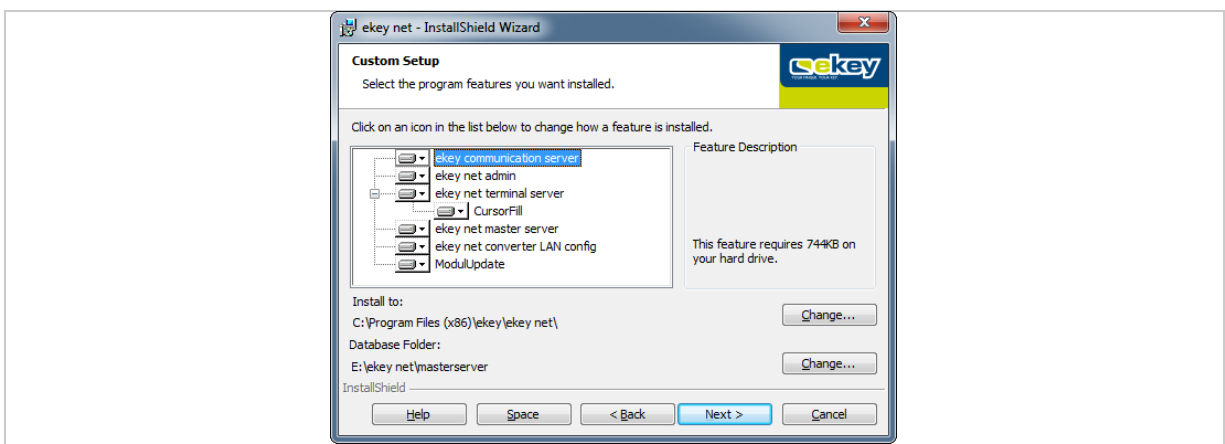 ekey net - InstallShield Wizard
Custom Setup
Select the program features you want installed.
ekey
YOUR FINGER. YOUR KEY.
Click on an icon in the list below to change how a feature is installed.
ekey communication server
ekey net admin
ekey net terminal server
CursorFill
ekey net master server
ekey net converter LAN config
ModulUpdate
Feature Description
This feature requires 744KB on
your hard drive.
Install to:
C:\Program Files (x86)\ekey\ekey net\
Change...
Database Folder:
E:\ekey net\masterserver
Change...
InstallShield
Help
Space
< Back
Next >
Cancel